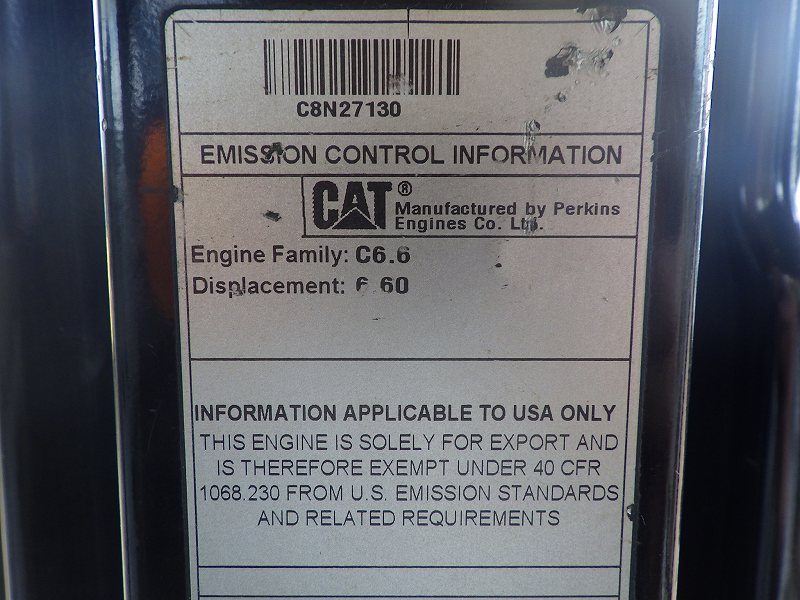 C8N27130
EMISSION CONTROL INFORMATION
CAT®
Manufactured by Perkins
Engines Co. Ltd.
Engine Family: C6.6
Displacement: 6.60
INFORMATION APPLICABLE TO USA ONLY
THIS ENGINE IS SOLELY FOR EXPORT AND
IS THEREFORE EXEMPT UNDER 40 CFR
1068.230 FROM U.S. EMISSION STANDARDS
AND RELATED REQUIREMENTS